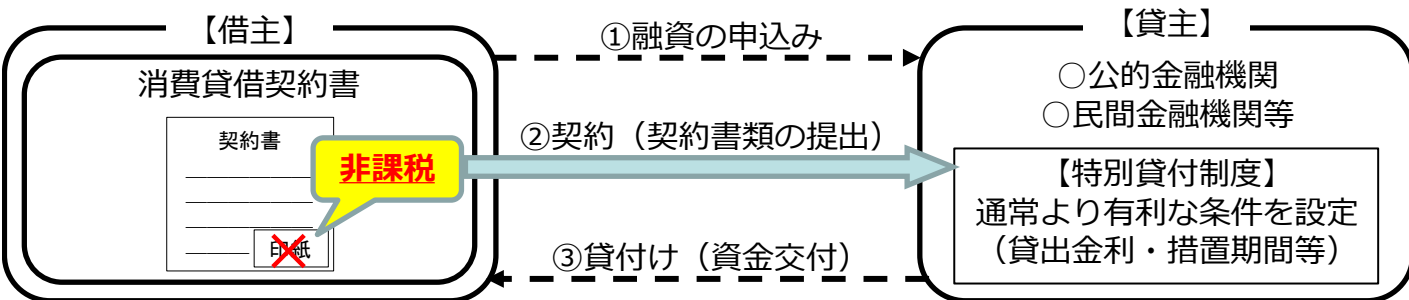 【借主】
消費貸借契約書
契約書
非課税
印紙
①融資の申込み
②契約（契約書類の提出）
③貸付け（資金交付）
【貸主】
○公的金融機関
○民間金融機関等
【特別貸付制度】
通常より有利な条件を設定
（貸出金利・措置期間等）